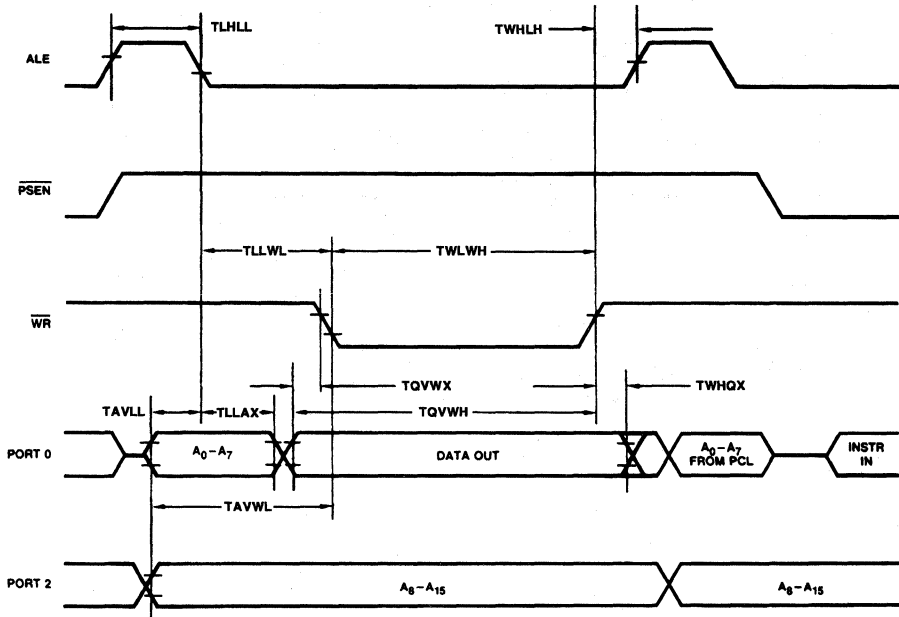 TLHLL TWHLH
ALE
PSEN
TLLWL TWLWH
WR
TQVWX TWHQX
TAVLL TLLAX TQVWH
PORT 0 A₀–A₇ DATA OUT A₀–A₇ FROM PCL INSTR IN
TAVWL
PORT 2 A₈–A₁₅ A₈–A₁₅